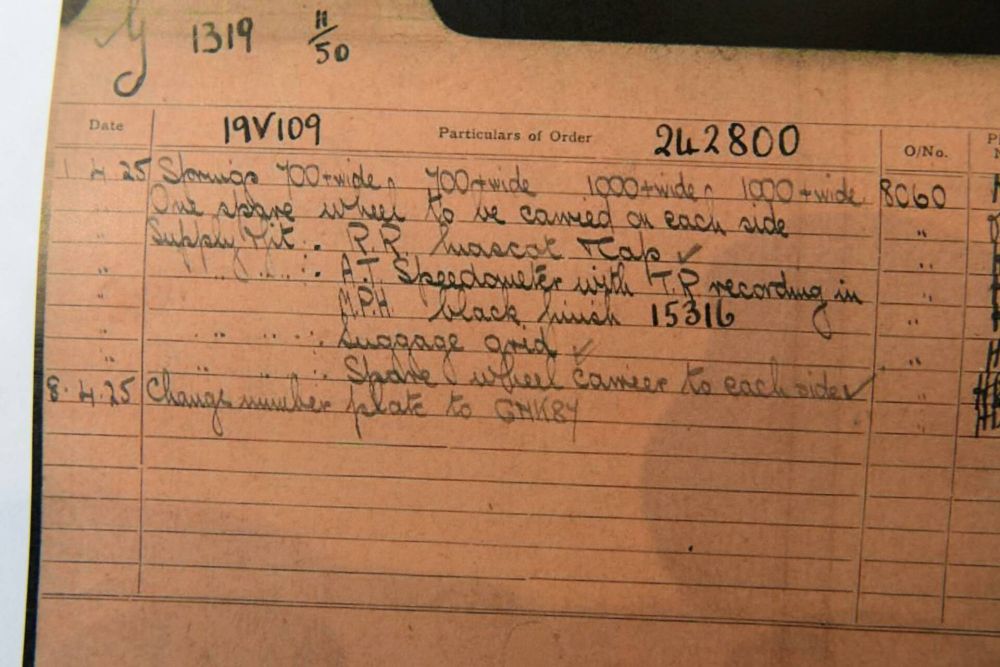 1319 11/50
Date 19V109 Particulars of Order 242800 O/No.
1.4.25 Springs 700+wide 700+wide 1000+wide 1000+wide 8060
" One spare wheel to be carried on each side "
" Supply & fit R.R. mascot Cap ✓
" " " A.T. Speedometer with T.R. recording in "
" M.P.H. black finish 15316 "
" " " Luggage grid ✓
" " " Spare wheel carrier to each side ✓ "
8.4.25 Change number plate to